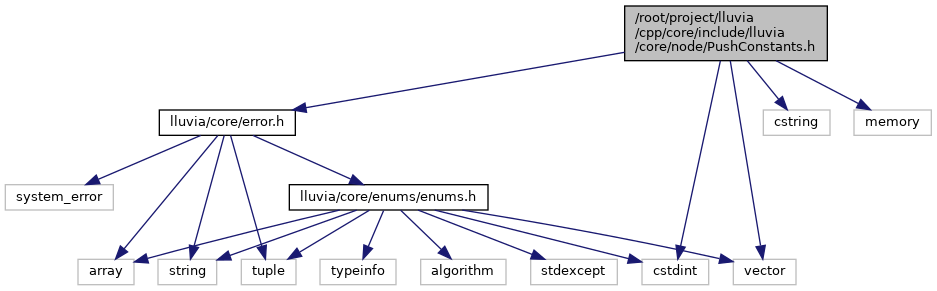 /root/project/lluvia
/cpp/core/include/lluvia
/core/node/PushConstants.h
lluvia/core/error.h
cstring
memory
system_error
lluvia/core/enums/enums.h
array
string
tuple
typeinfo
algorithm
stdexcept
cstdint
vector